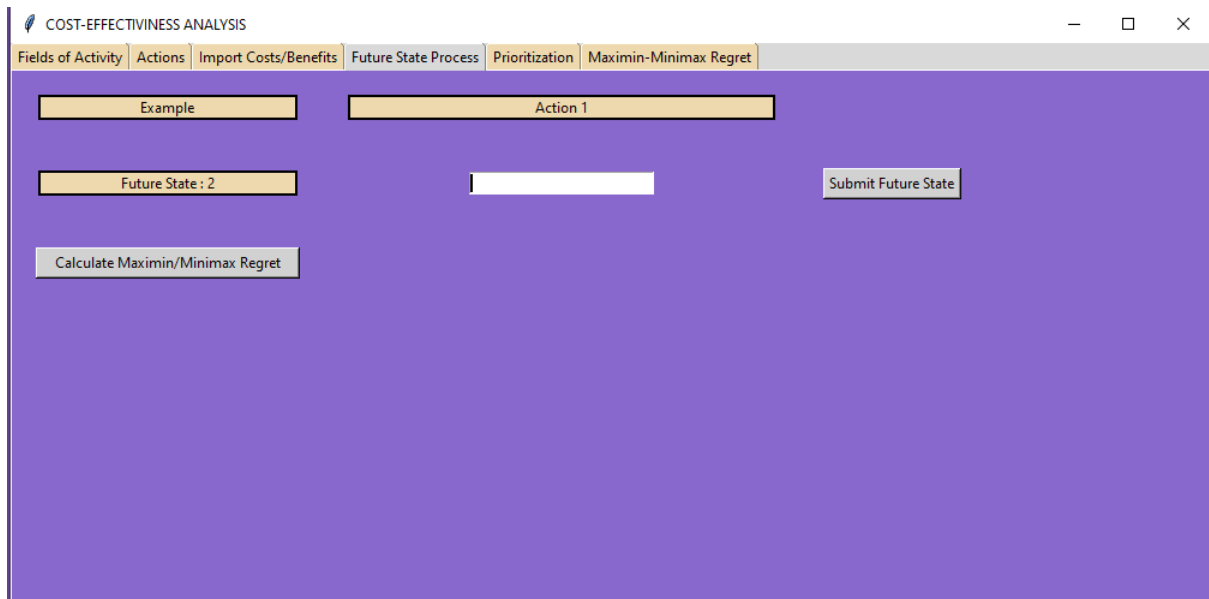 COST-EFFECTIVINESS ANALYSIS
Fields of Activity Actions Import Costs/Benefits Future State Process Prioritization Maximin-Minimax Regret
Example Action 1
Future State : 2 Submit Future State
Calculate Maximin/Minimax Regret